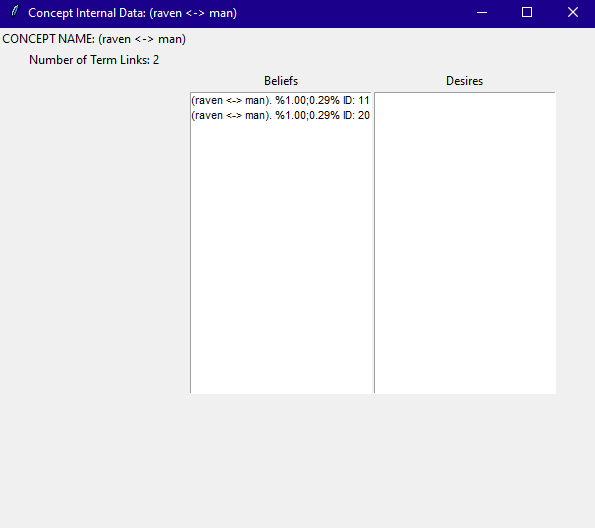 Concept Internal Data: (raven <-> man)
CONCEPT NAME: (raven <-> man)
Number of Term Links: 2
Beliefs Desires
(raven <-> man). %1.00;0.29% ID: 11
(raven <-> man). %1.00;0.29% ID: 20